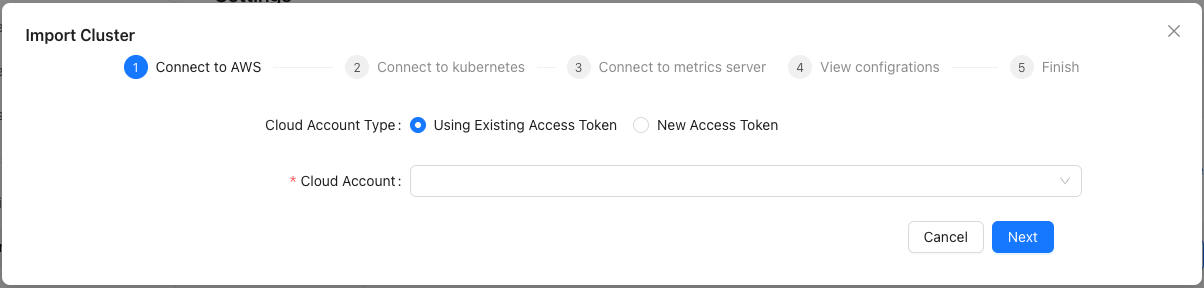 Import Cluster
1 Connect to AWS 2 Connect to kubernetes 3 Connect to metrics server 4 View configrations 5 Finish
Cloud Account Type : Using Existing Access Token New Access Token
* Cloud Account :
Cancel Next